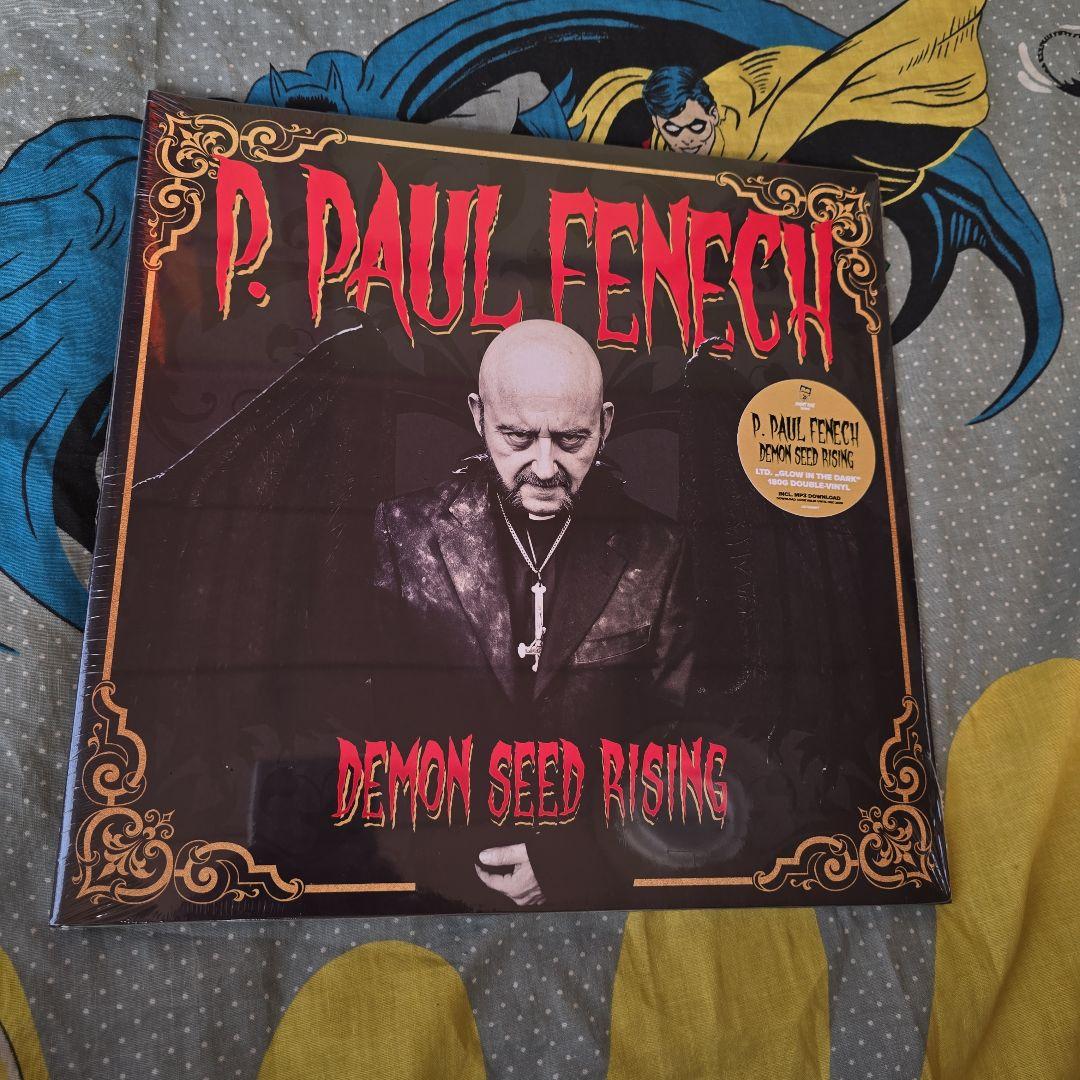 P. PAUL FENECH
P. PAUL FENECH
DEMON SEED RISING
LTD. „GLOW IN THE DARK“
180G DOUBLE-VINYL
INCL. MP3 DOWNLOAD
DEMON SEED RISING